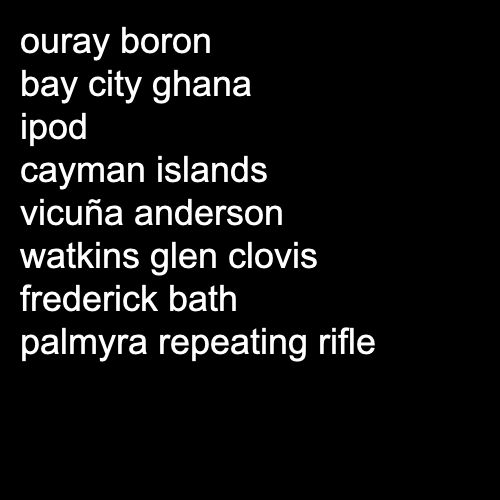 ouray boron
bay city ghana
ipod
cayman islands
vicuña anderson
watkins glen clovis
frederick bath
palmyra repeating rifle